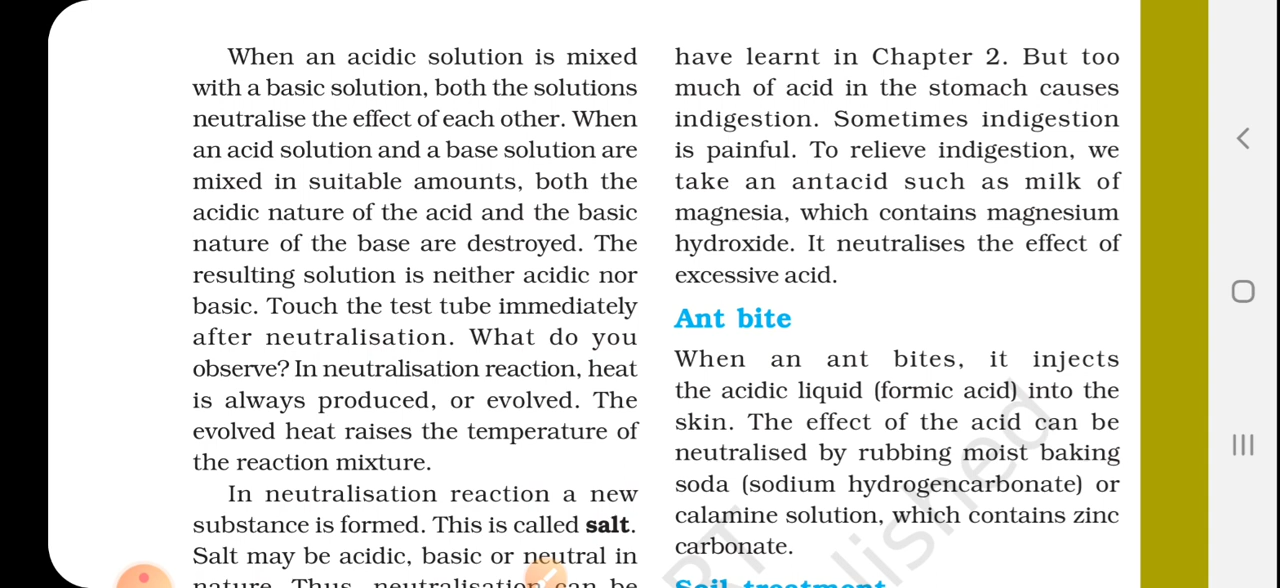 When an acidic solution is mixed
with a basic solution, both the solutions
neutralise the effect of each other. When
an acid solution and a base solution are
mixed in suitable amounts, both the
acidic nature of the acid and the basic
nature of the base are destroyed. The
resulting solution is neither acidic nor
basic. Touch the test tube immediately
after neutralisation. What do you
observe? In neutralisation reaction, heat
is always produced, or evolved. The
evolved heat raises the temperature of
the reaction mixture.
In neutralisation reaction a new
substance is formed. This is called salt.
Salt may be acidic, basic or neutral in
nature. Thus, neutralisation can be
have learnt in Chapter 2. But too
much of acid in the stomach causes
indigestion. Sometimes indigestion
is painful. To relieve indigestion, we
take an antacid such as milk of
magnesia, which contains magnesium
hydroxide. It neutralises the effect of
excessive acid.
Ant bite
When an ant bites, it injects
the acidic liquid (formic acid) into the
skin. The effect of the acid can be
neutralised by rubbing moist baking
soda (sodium hydrogencarbonate) or
calamine solution, which contains zinc
carbonate.
Soil treatment